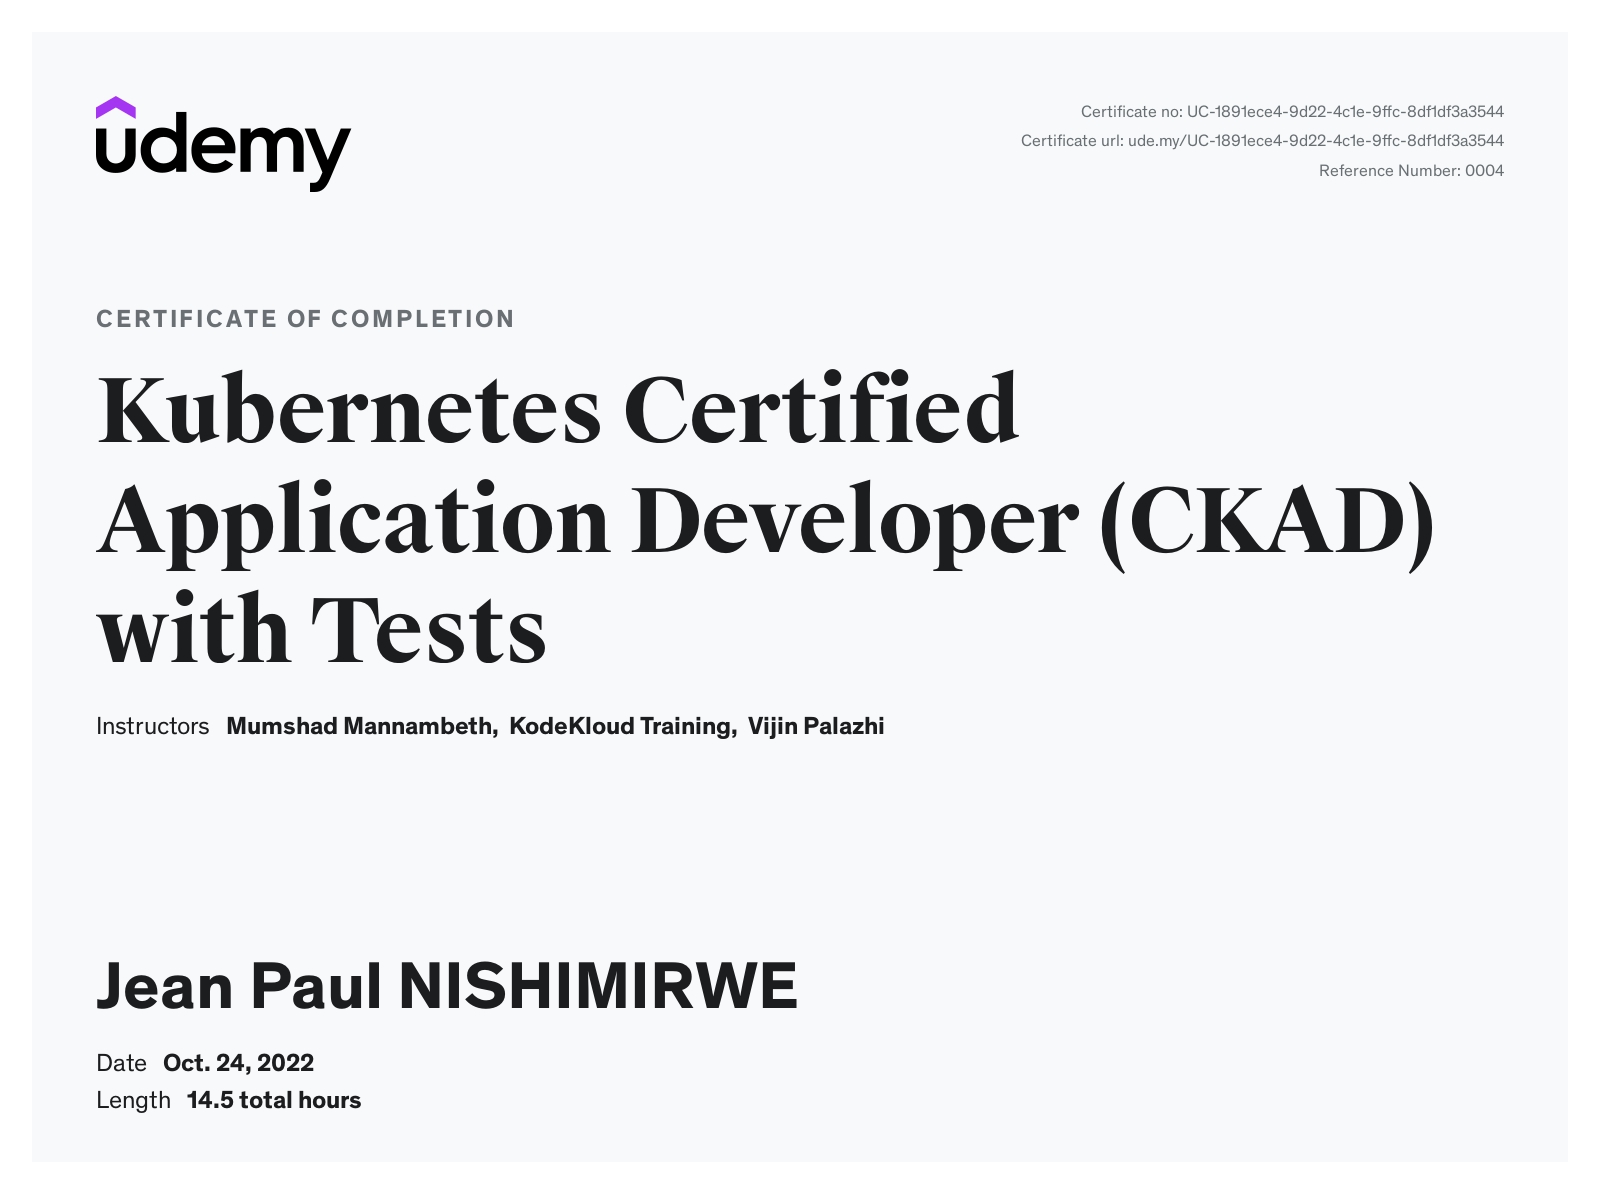 udemy
Certificate no: UC-1891ece4-9d22-4c1e-9ffc-8df1df3a3544
Certificate url: ude.my/UC-1891ece4-9d22-4c1e-9ffc-8df1df3a3544
Reference Number: 0004
CERTIFICATE OF COMPLETION
Kubernetes Certified
Application Developer (CKAD)
with Tests
Instructors Mumshad Mannambeth, KodeKloud Training, Vijin Palazhi
Jean Paul NISHIMIRWE
Date Oct. 24, 2022
Length 14.5 total hours